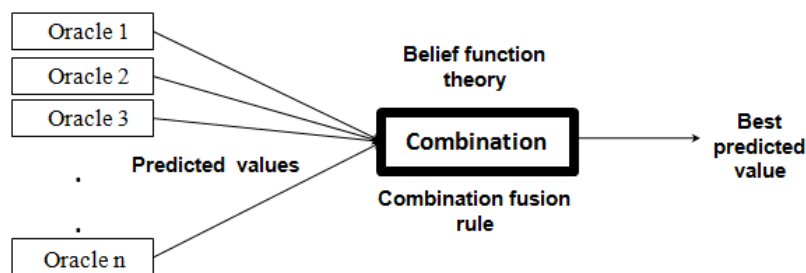 Oracle 1
Oracle 2
Oracle 3
.
.
Oracle n
Predicted values
Belief function
theory
Combination
Combination fusion
rule
Best
predicted
value